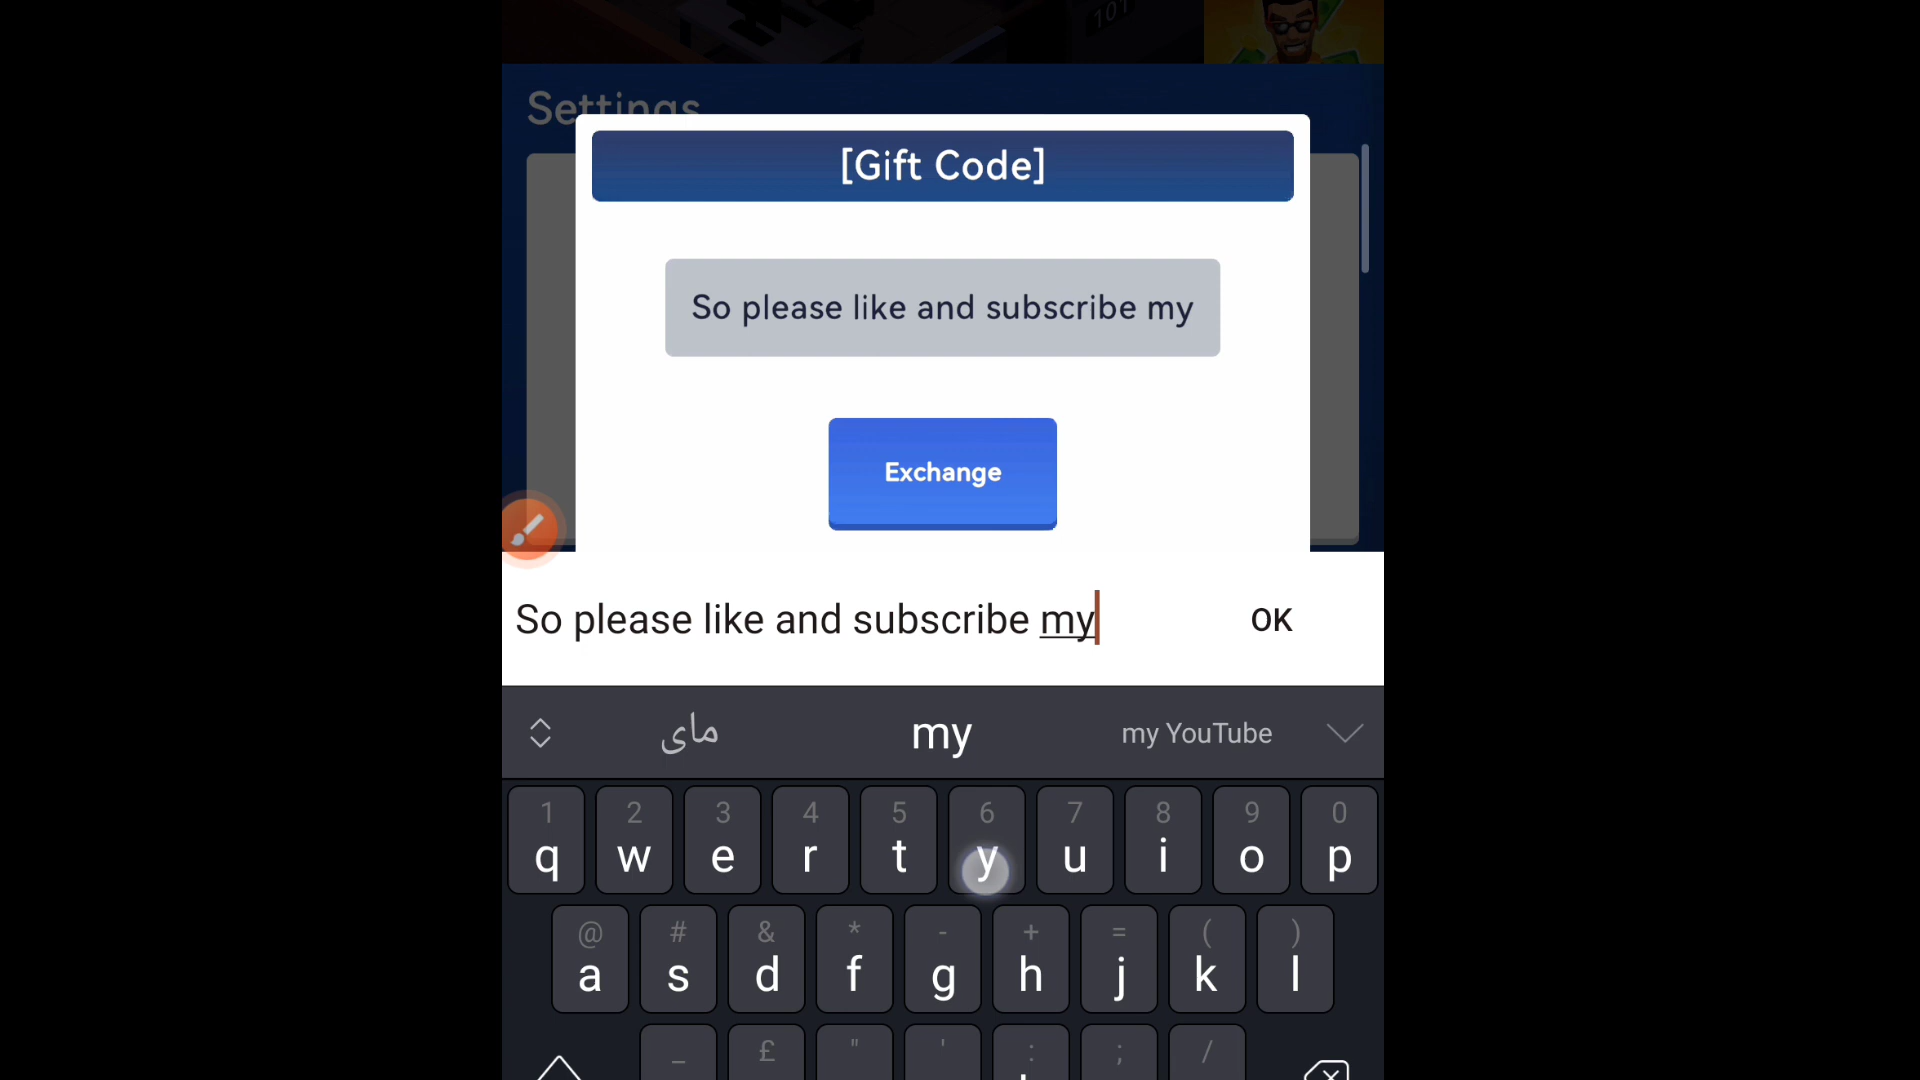 101
Settings
[Gift Code]
So please like and subscribe my
Exchange
So please like and subscribe my OK
مای my my YouTube
1 2 3 4 5 6 7 8 9 0
q w e r t y u i o p
@ # & * - + = ( )
a s d f g h j k l
_ £ " ' : ; /